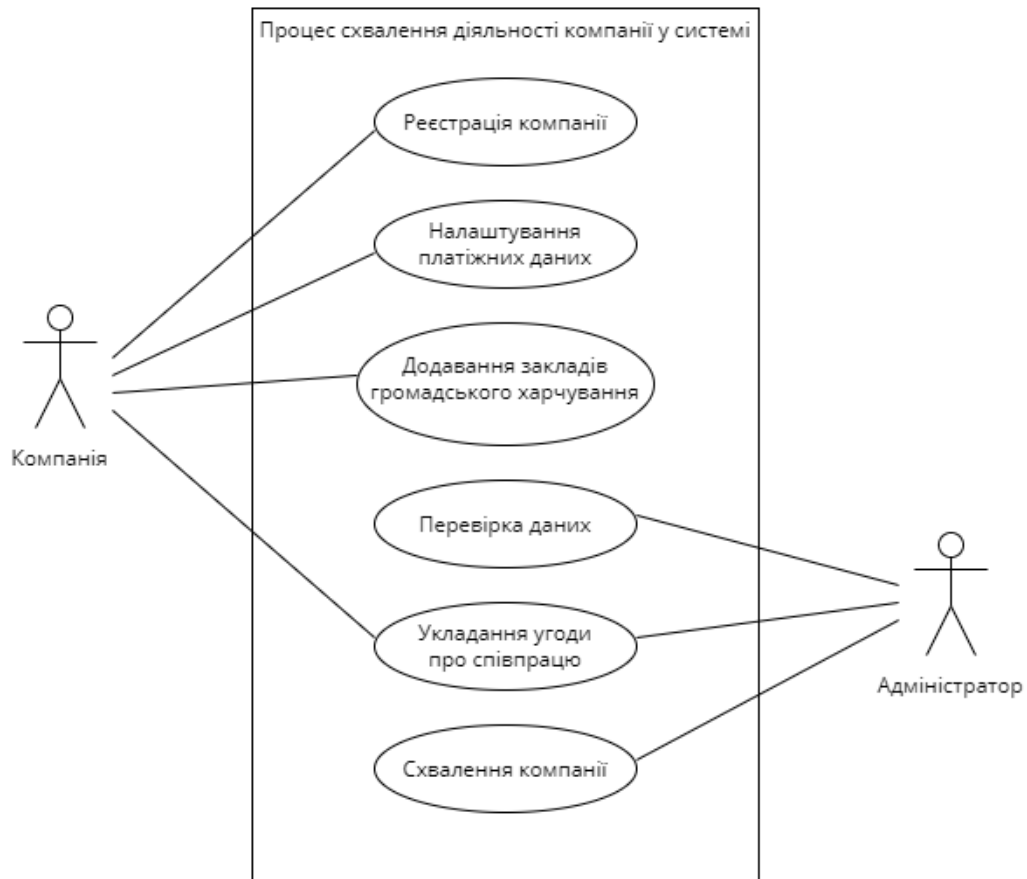 Процес схвалення діяльності компанії у системі
Реєстрація компанії
Налаштування
платіжних даних
Додавання закладів
громадського харчування
Компанія
Перевірка даних
Укладання угоди
про співпрацю
Адміністратор
Схвалення компанії